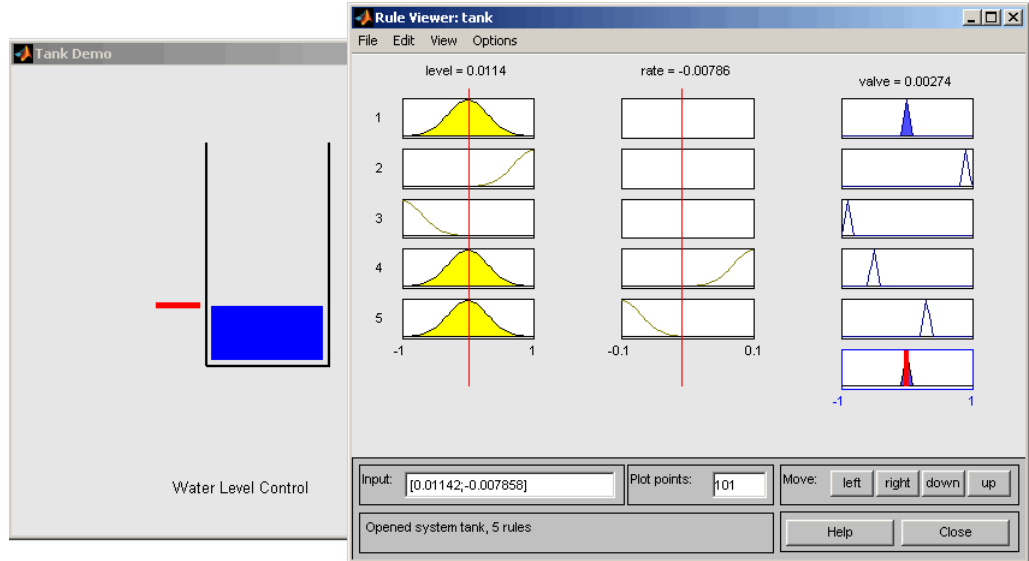 Tank Demo
Water Level Control
Rule Viewer: tank
File Edit View Options
level = 0.0114
rate = -0.00786
valve = 0.00274
1
2
3
4
5
-1 1
-0.1 0.1
-1 1
Input: [0.01142;-0.007858]
Plot points: 101
Move: left right down up
Opened system tank, 5 rules
Help Close